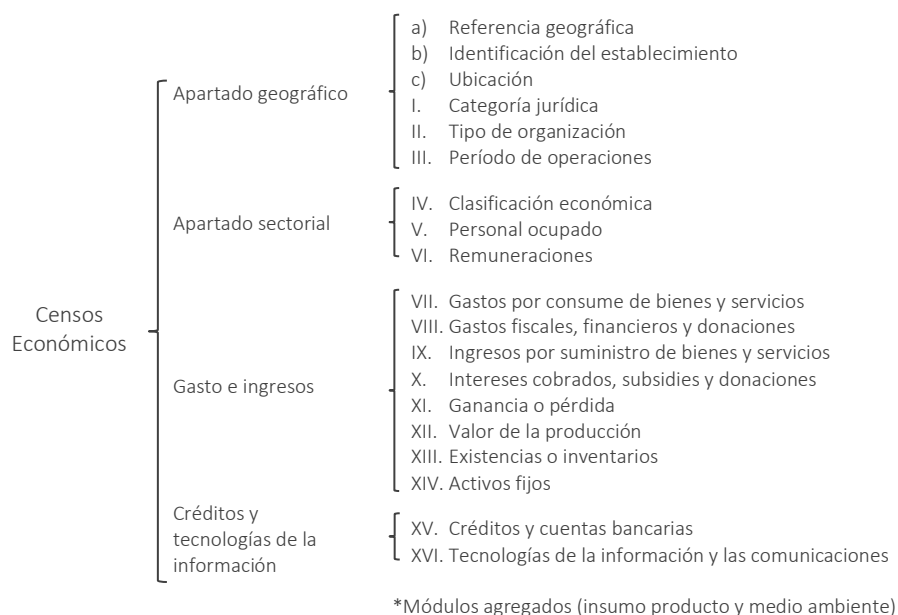 Censos
Económicos
Apartado geográfico
a) Referencia geográfica
b) Identificación del establecimiento
c) Ubicación
I. Categoría jurídica
II. Tipo de organización
III. Período de operaciones
Apartado sectorial
IV. Clasificación económica
V. Personal ocupado
VI. Remuneraciones
Gasto e ingresos
VII. Gastos por consume de bienes y servicios
VIII. Gastos fiscales, financieros y donaciones
IX. Ingresos por suministro de bienes y servicios
X. Intereses cobrados, subsidies y donaciones
XI. Ganancia o pérdida
XII. Valor de la producción
XIII. Existencias o inventarios
XIV. Activos fijos
Créditos y
tecnologías de la
información
XV. Créditos y cuentas bancarias
XVI. Tecnologías de la información y las comunicaciones
*Módulos agregados (insumo producto y medio ambiente)